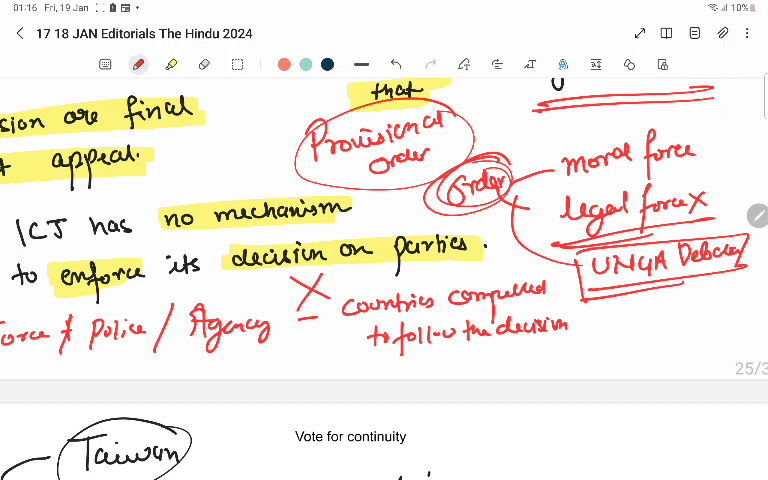 01:16 Fri, 19 Jan
10%
17 18 JAN Editorials The Hindu 2024
that
sion are final
appeal.
Provisional
order
order
moral force
legal force X
UNGA Debacy
ICJ has no mechanism
to enforce its decision on parties.
orce & Police / Agency
X countries compelled
to follow the decision
25/3
Taiwan
Vote for continuity